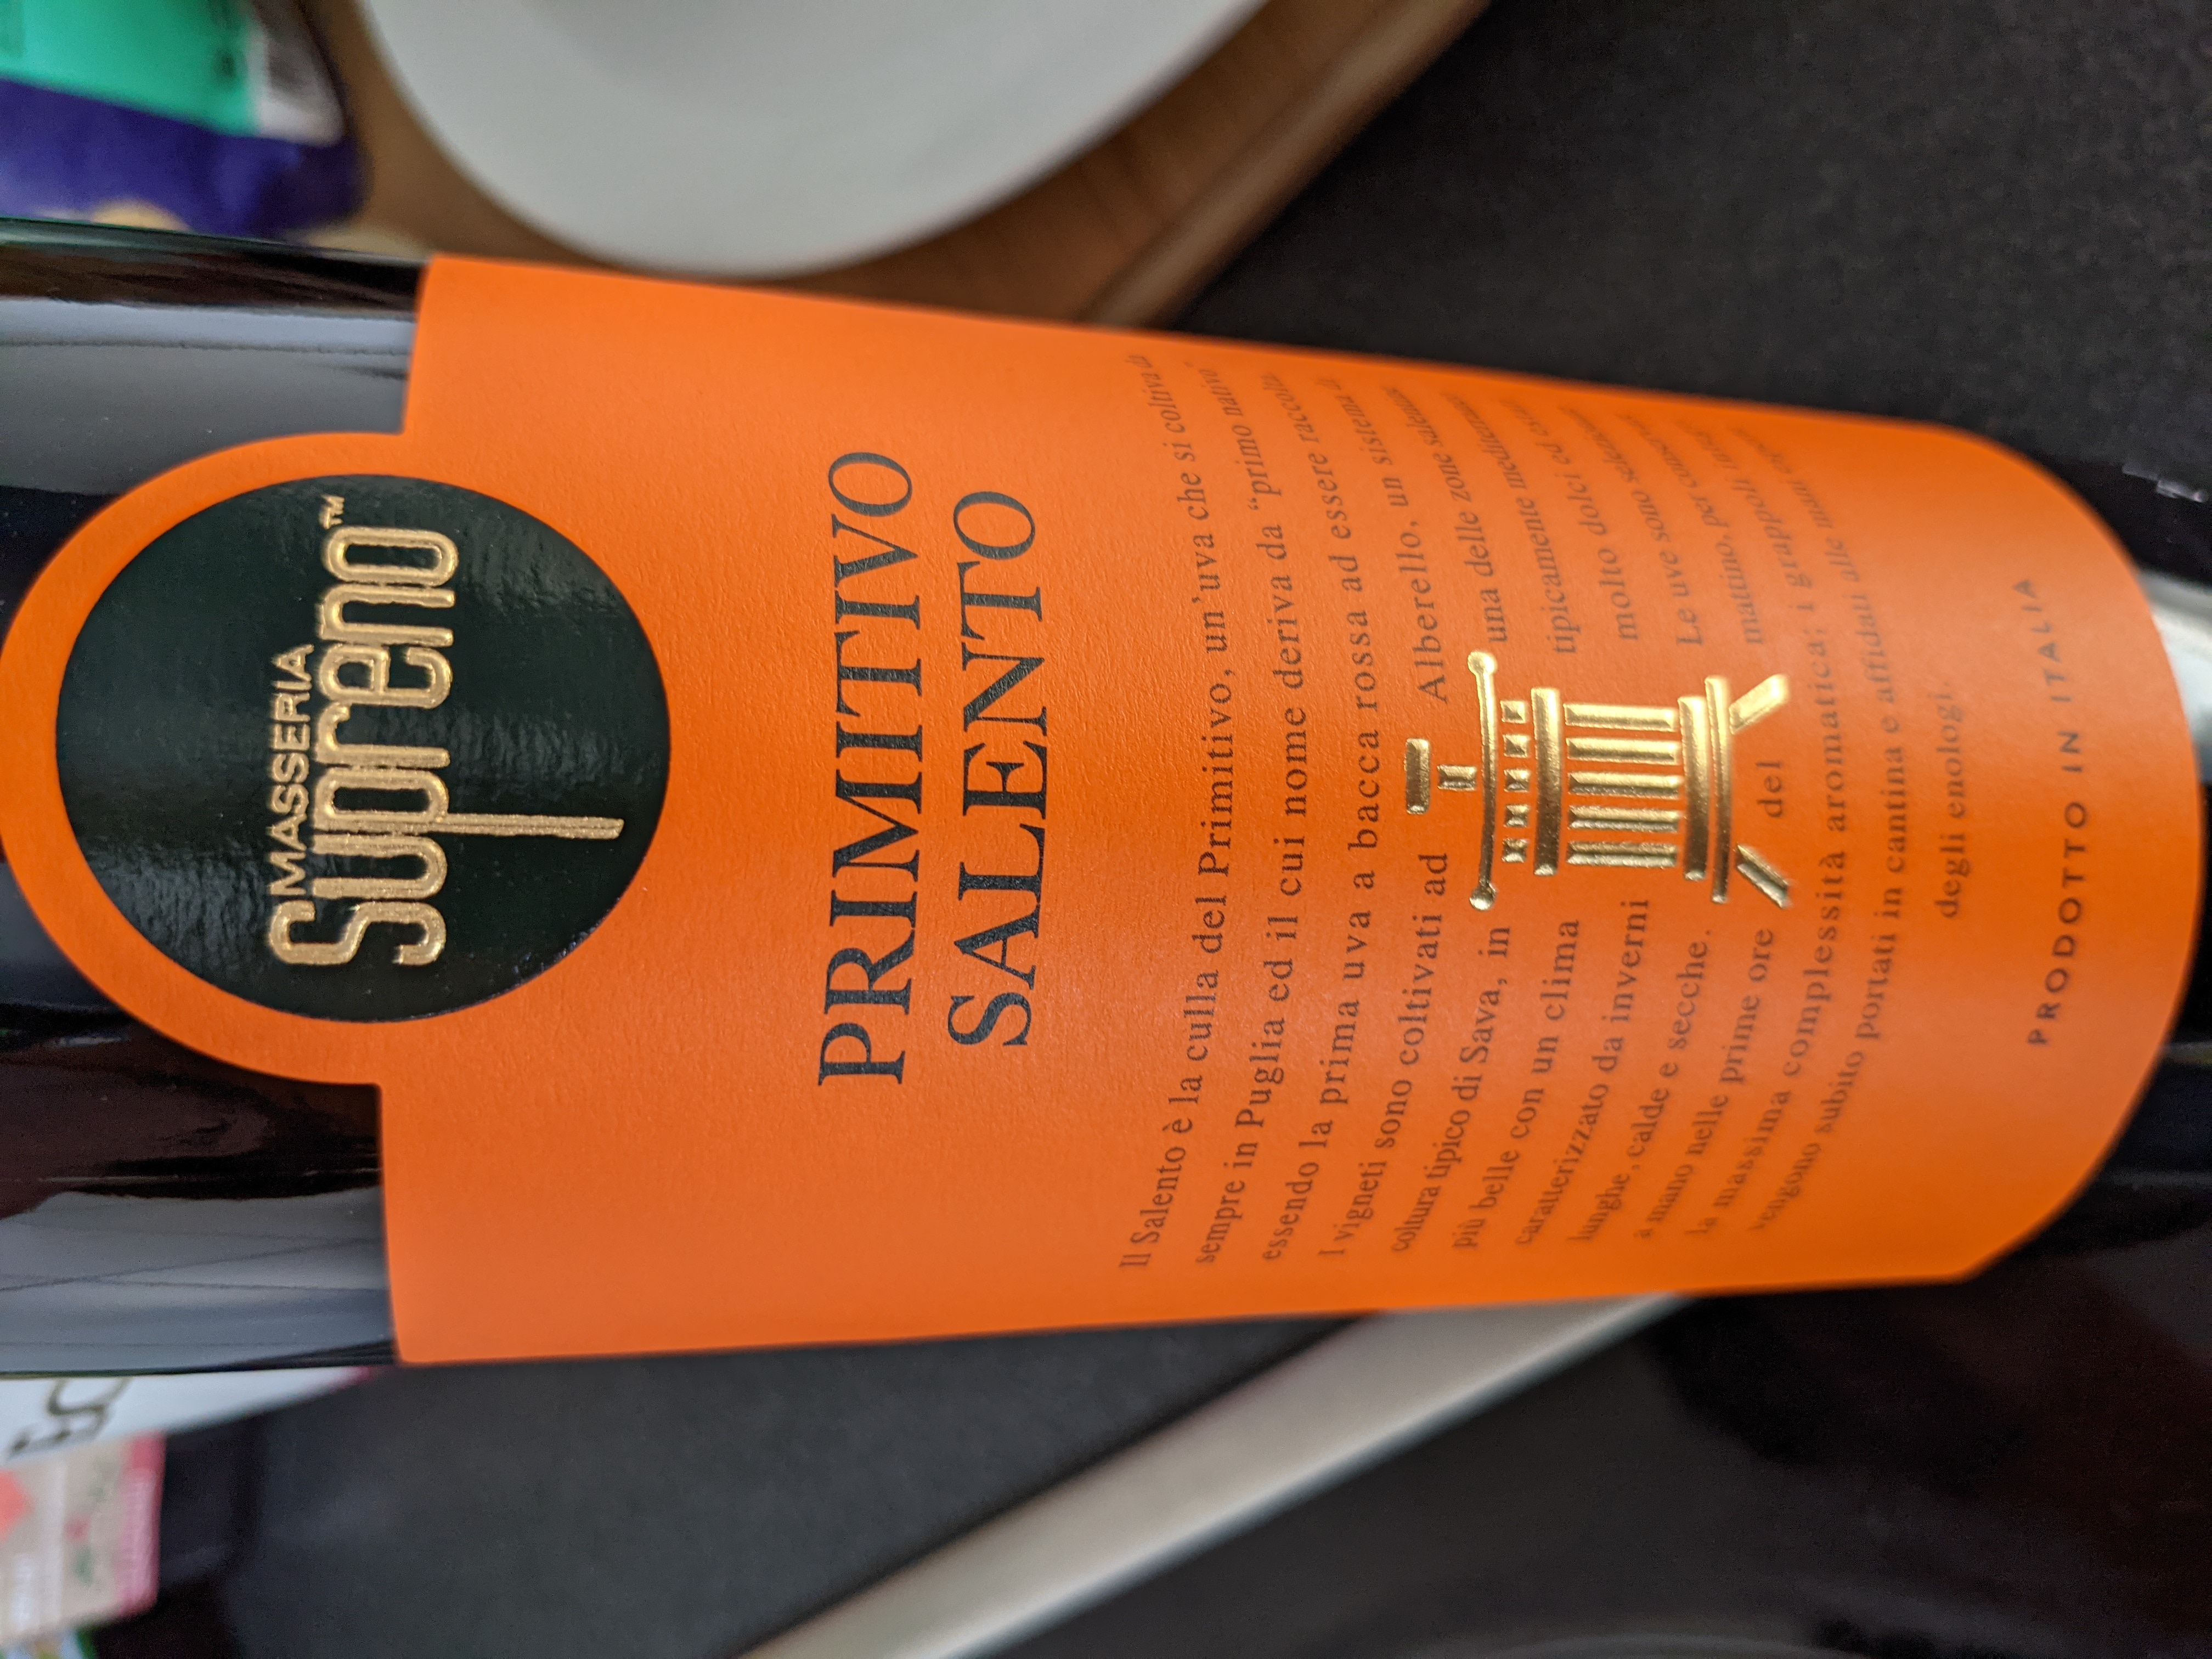 MASSERIA
Supreno™
PRIMITIVO
SALENTO
Il Salento è la culla del Primitivo, un'uva che si coltiva da
sempre in Puglia ed il cui nome deriva da "primo nativo"
essendo la prima uva a bacca rossa ad essere raccolta.
I vigneti sono coltivati ad Alberello, un sistema di
coltura tipico di Sava, in una delle zone salentine
più belle con un clima tipicamente mediterraneo
caratterizzato da inverni molto dolci ed
lunghe, calde e secche. Le uve sono
a mano nelle prime ore del mattino, per
la massima complessità aromatica; i grappoli
vengono subito portati in cantina e affidati alle mani
degli enologi.
PRODOTTO IN ITALIA